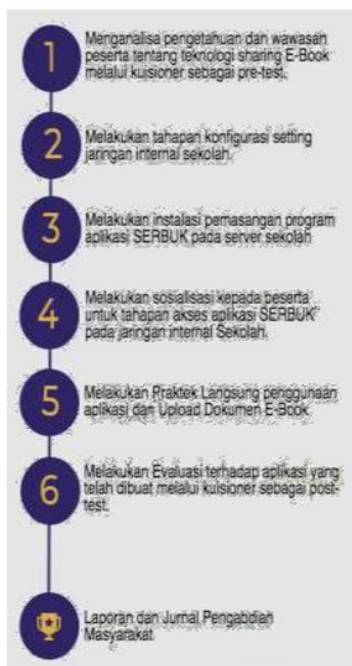 1
Menganalisa pengetahuan dan wawasan
peserta tentang teknologi sharing E-Book
melalui kuisioner sebagai pre-test.
2
Melakukan tahapan konfigurasi setting
jaringan internal sekolah.
3
Melakukan instalasi pemasangan program
aplikasi SERBUK pada server sekolah
4
Melakukan sosialisasi kepada peserta
untuk tahapan akses aplikasi SERBUK
pada jaringan internal Sekolah.
5
Melakukan Praktek Langsung penggunaan
aplikasi dan Upload Dokumen E-Book
6
Melakukan Evaluasi terhadap aplikasi yang
telah dibuat melalui kuisioner sebagai post-
test.
Laporan dan Jurnal Pengabdian
Masyarakat